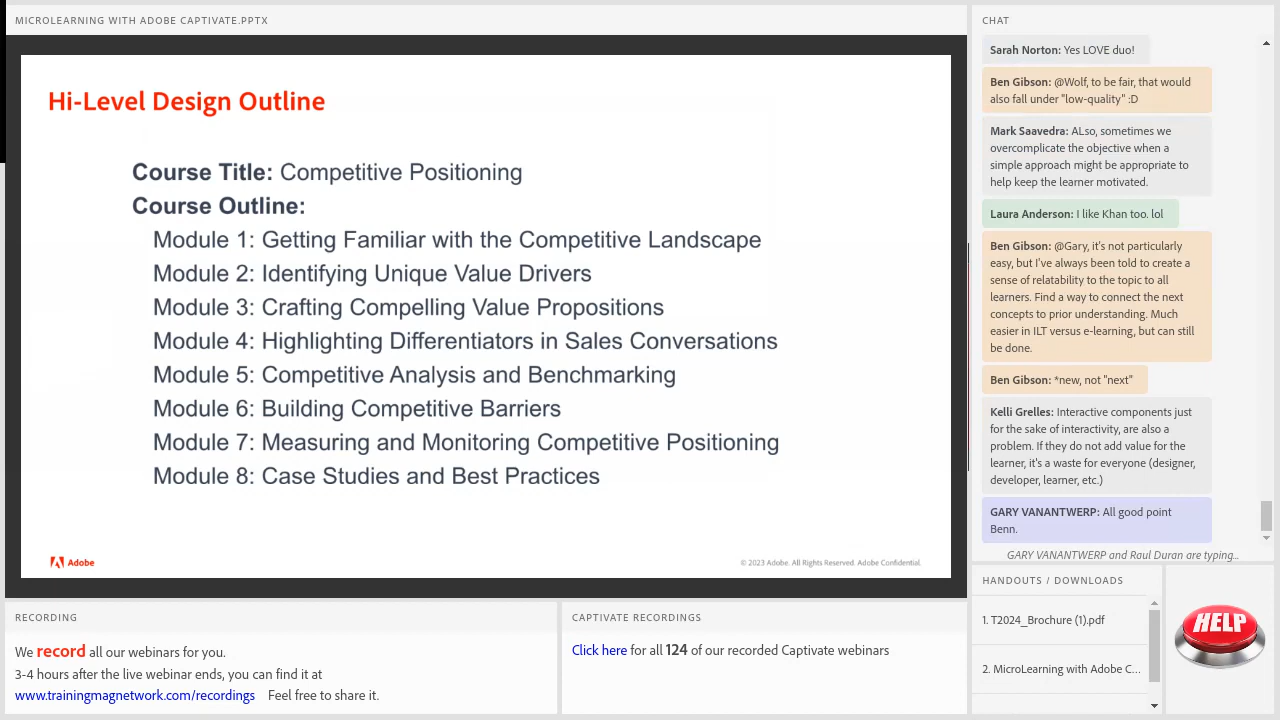 MICROLEARNING WITH ADOBE CAPTIVATE.PPTX
Hi-Level Design Outline
Course Title: Competitive Positioning
Course Outline:
Module 1: Getting Familiar with the Competitive Landscape
Module 2: Identifying Unique Value Drivers
Module 3: Crafting Compelling Value Propositions
Module 4: Highlighting Differentiators in Sales Conversations
Module 5: Competitive Analysis and Benchmarking
Module 6: Building Competitive Barriers
Module 7: Measuring and Monitoring Competitive Positioning
Module 8: Case Studies and Best Practices
Adobe
© 2023 Adobe. All Rights Reserved. Adobe Confidential.
CHAT
Sarah Norton: Yes LOVE duo!
Ben Gibson: @Wolf, to be fair, that would
also fall under "low-quality" :D
Mark Saavedra: ALso, sometimes we
overcomplicate the objective when a
simple approach might be appropriate to
help keep the learner motivated.
Laura Anderson: I like Khan too. lol
Ben Gibson: @Gary, it's not particularly
easy, but I've always been told to create a
sense of relatability to the topic to all
learners. Find a way to connect the next
concepts to prior understanding. Much
easier in ILT versus e-learning, but can still
be done.
Ben Gibson: *new, not "next"
Kelli Grelles: Interactive components just
for the sake of interactivity, are also a
problem. If they do not add value for the
learner, it's a waste for everyone (designer,
developer, learner, etc.)
GARY VANANTWERP: All good point
Benn.
GARY VANANTWERP and Raul Duran are typing...
RECORDING
We record all our webinars for you.
3-4 hours after the live webinar ends, you can find it at
www.trainingmagnetwork.com/recordings Feel free to share it.
CAPTIVATE RECORDINGS
Click here for all 124 of our recorded Captivate webinars
HANDOUTS / DOWNLOADS
1. T2024_Brochure (1).pdf
2. MicroLearning with Adobe C...
HELP